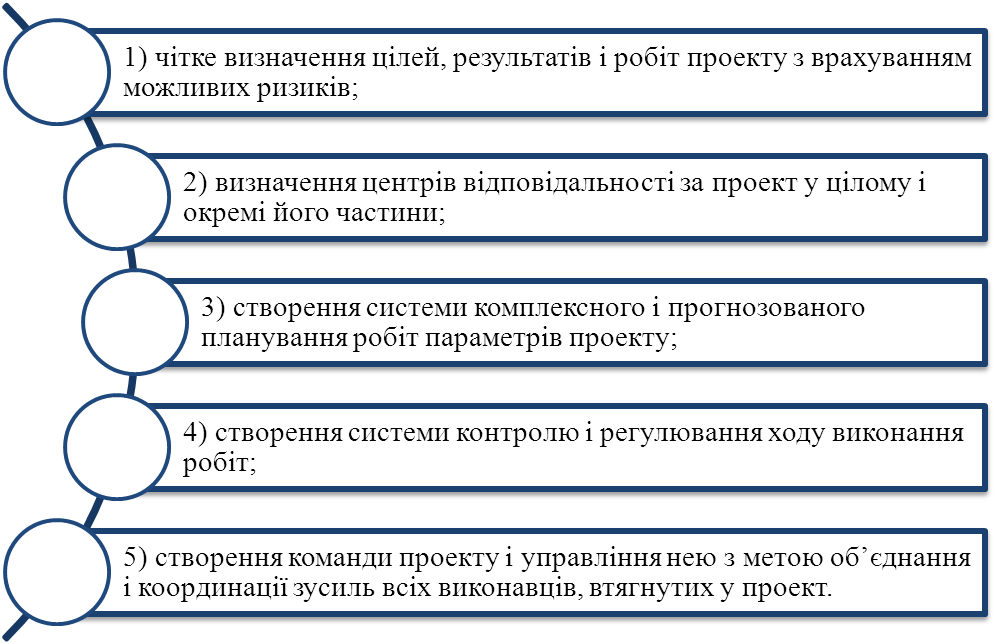 1) чітке визначення цілей, результатів і робіт проекту з врахуванням
можливих ризиків;
2) визначення центрів відповідальності за проект у цілому і
окремі його частини;
3) створення системи комплексного і прогнозованого
планування робіт параметрів проекту;
4) створення системи контролю і регулювання ходу виконання
робіт;
5) створення команди проекту і управління нею з метою об’єднання
і координації зусиль всіх виконавців, втягнутих у проект.